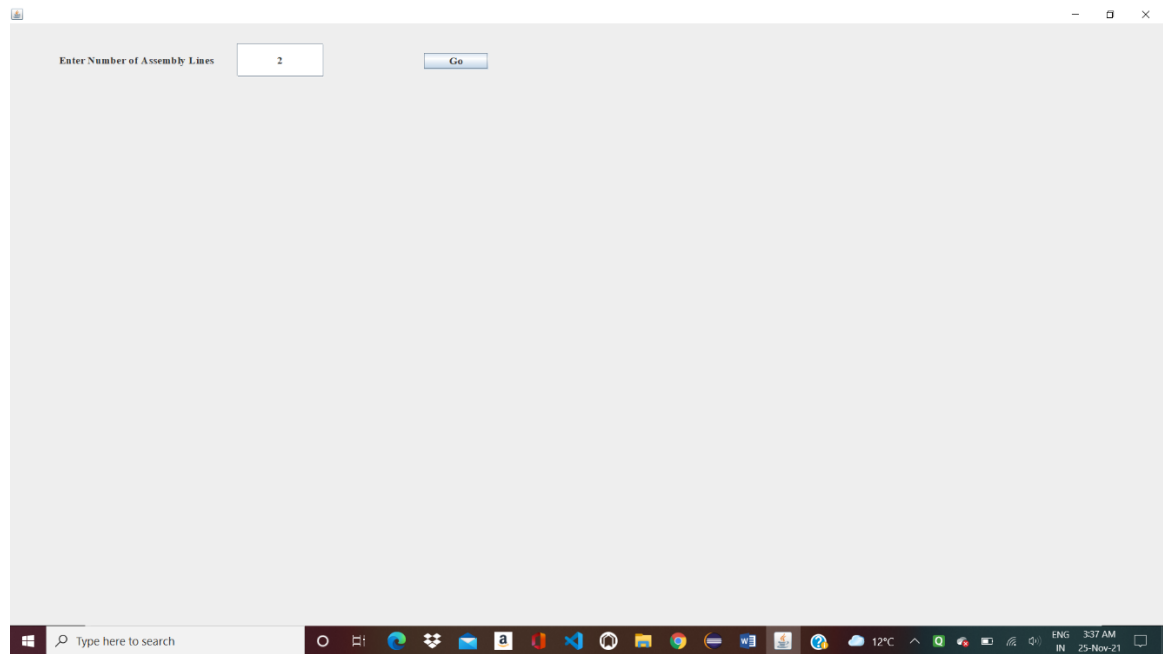 Enter Number of Assembly Lines 2 Go
Type here to search a W 12°C Q ENG 3:37 AM
IN 25-Nov-21